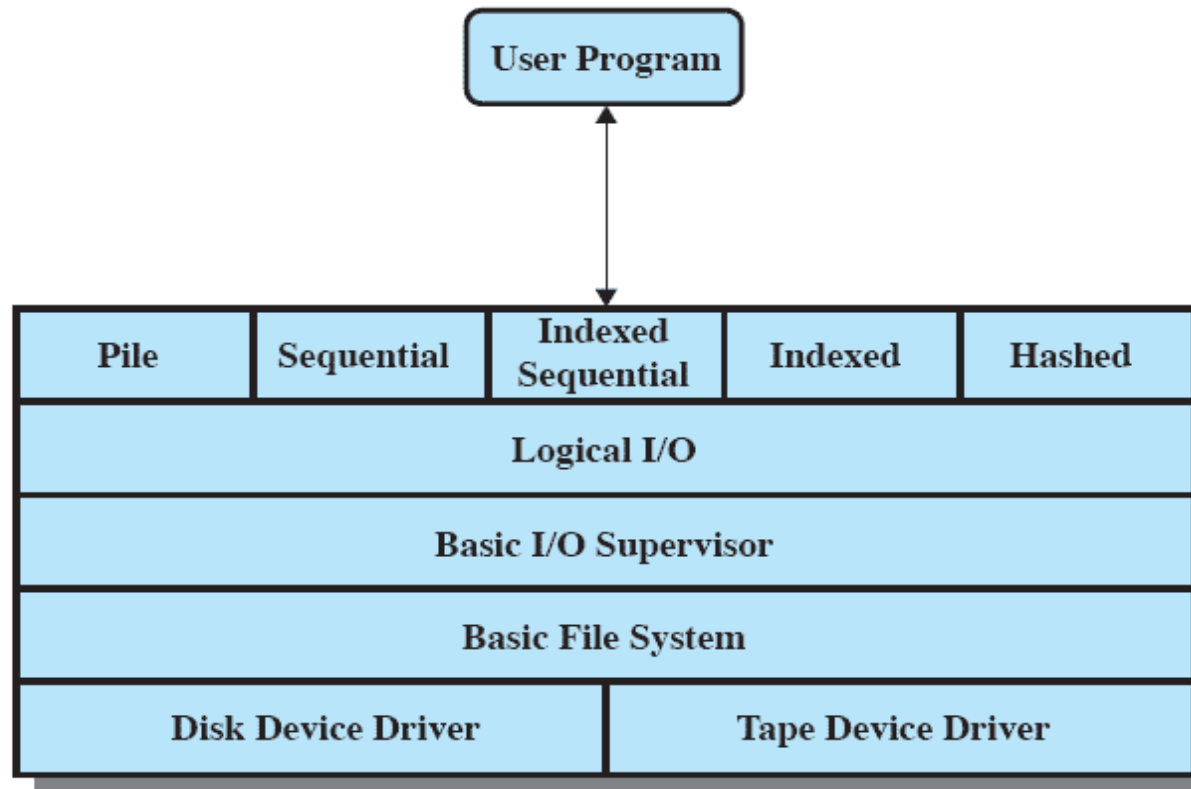 User Program
Pile
Sequential
Indexed
Sequential
Indexed
Hashed
Logical I/O
Basic I/O Supervisor
Basic File System
Disk Device Driver
Tape Device Driver